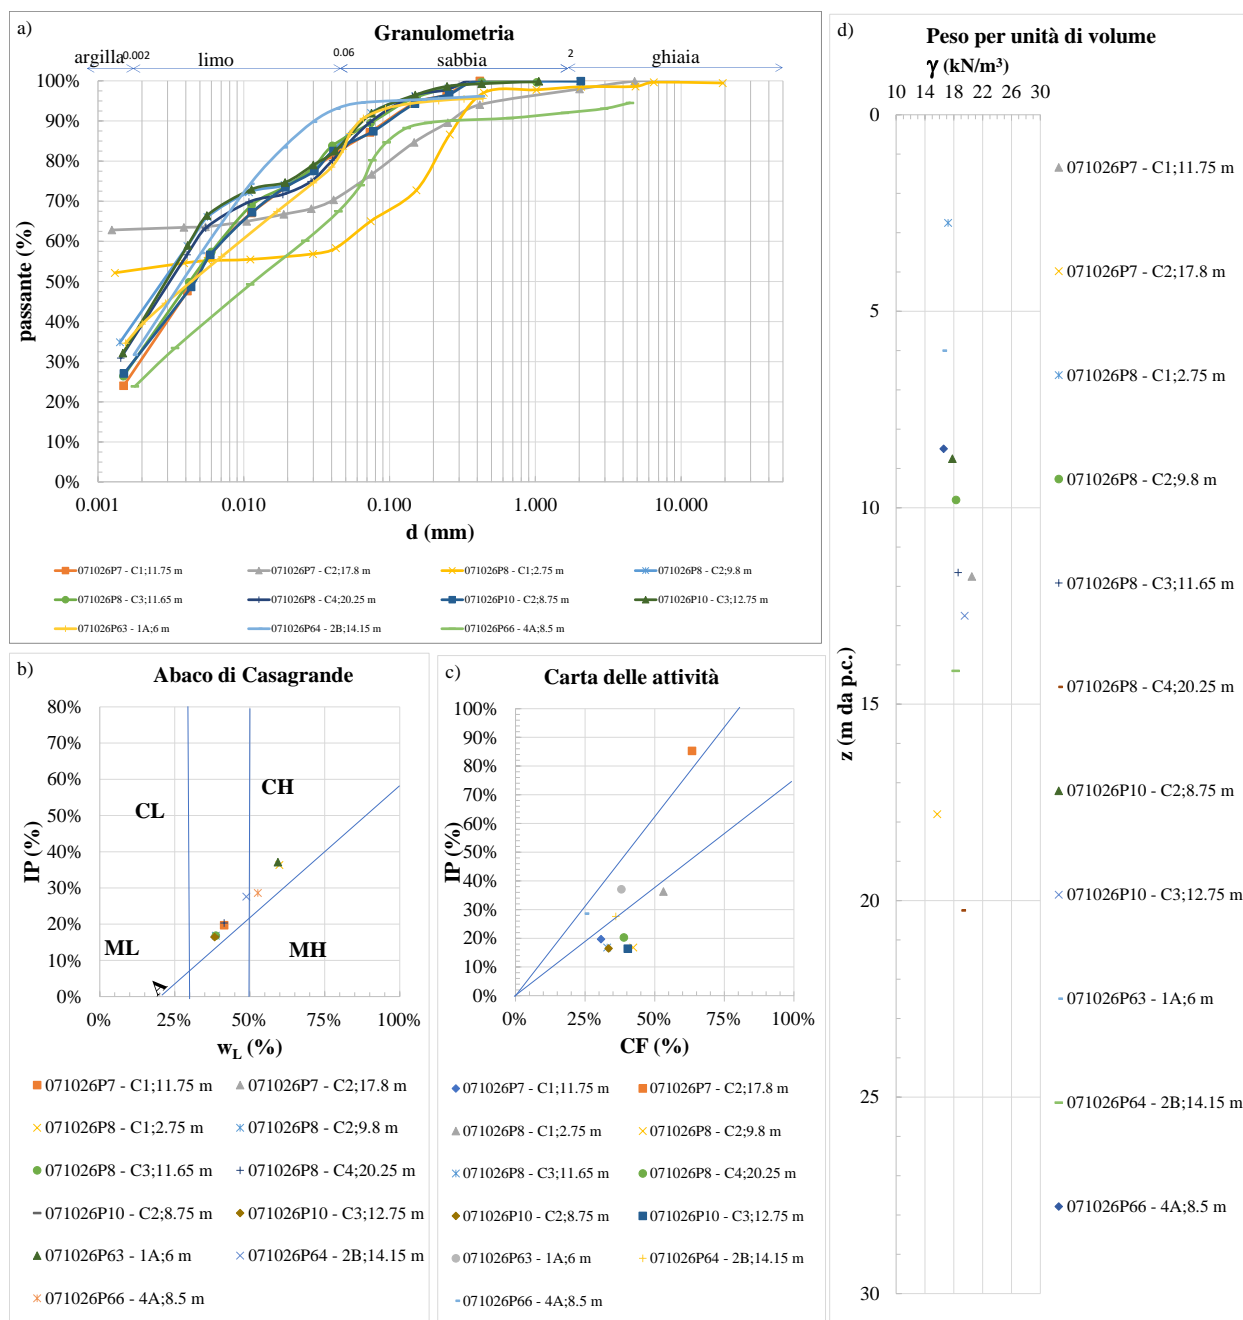 a)
Granulometria
argilla 0.002 limo 0.06 sabbia 2 ghiaia
100%
90%
80%
70%
60%
50%
40%
30%
20%
10%
0%
passante (%)
0.001 0.010 0.100 1.000 10.000
d (mm)
071026P7 - C1;11.75 m 071026P7 - C2;17.8 m 071026P8 - C1;2.75 m 071026P8 - C2;9.8 m
071026P8 - C3;11.65 m 071026P8 - C4;20.25 m 071026P10 - C2;8.75 m 071026P10 - C3;12.75 m
071026P63 - 1A;6 m 071026P64 - 2B;14.15 m 071026P66 - 4A;8.5 m
b)
Abaco di Casagrande
80%
70%
60%
50%
40%
30%
20%
10%
0%
IP (%)
CL
CH
ML
MH
A
0% 25% 50% 75% 100%
wL (%)
071026P7 - C1;11.75 m 071026P7 - C2;17.8 m
071026P8 - C1;2.75 m 071026P8 - C2;9.8 m
071026P8 - C3;11.65 m 071026P8 - C4;20.25 m
071026P10 - C2;8.75 m 071026P10 - C3;12.75 m
071026P63 - 1A;6 m 071026P64 - 2B;14.15 m
071026P66 - 4A;8.5 m
c)
Carta delle attività
100%
90%
80%
70%
60%
50%
40%
30%
20%
10%
0%
IP (%)
0% 25% 50% 75% 100%
CF (%)
071026P7 - C1;11.75 m 071026P7 - C2;17.8 m
071026P8 - C1;2.75 m 071026P8 - C2;9.8 m
071026P8 - C3;11.65 m 071026P8 - C4;20.25 m
071026P10 - C2;8.75 m 071026P10 - C3;12.75 m
071026P63 - 1A;6 m 071026P64 - 2B;14.15 m
071026P66 - 4A;8.5 m
d)
Peso per unità di volume
γ (kN/m³)
10 14 18 22 26 30
0
5
10
15
20
25
30
z (m da p.c.)
071026P7 - C1;11.75 m
071026P7 - C2;17.8 m
071026P8 - C1;2.75 m
071026P8 - C2;9.8 m
071026P8 - C3;11.65 m
071026P8 - C4;20.25 m
071026P10 - C2;8.75 m
071026P10 - C3;12.75 m
071026P63 - 1A;6 m
071026P64 - 2B;14.15 m
071026P66 - 4A;8.5 m